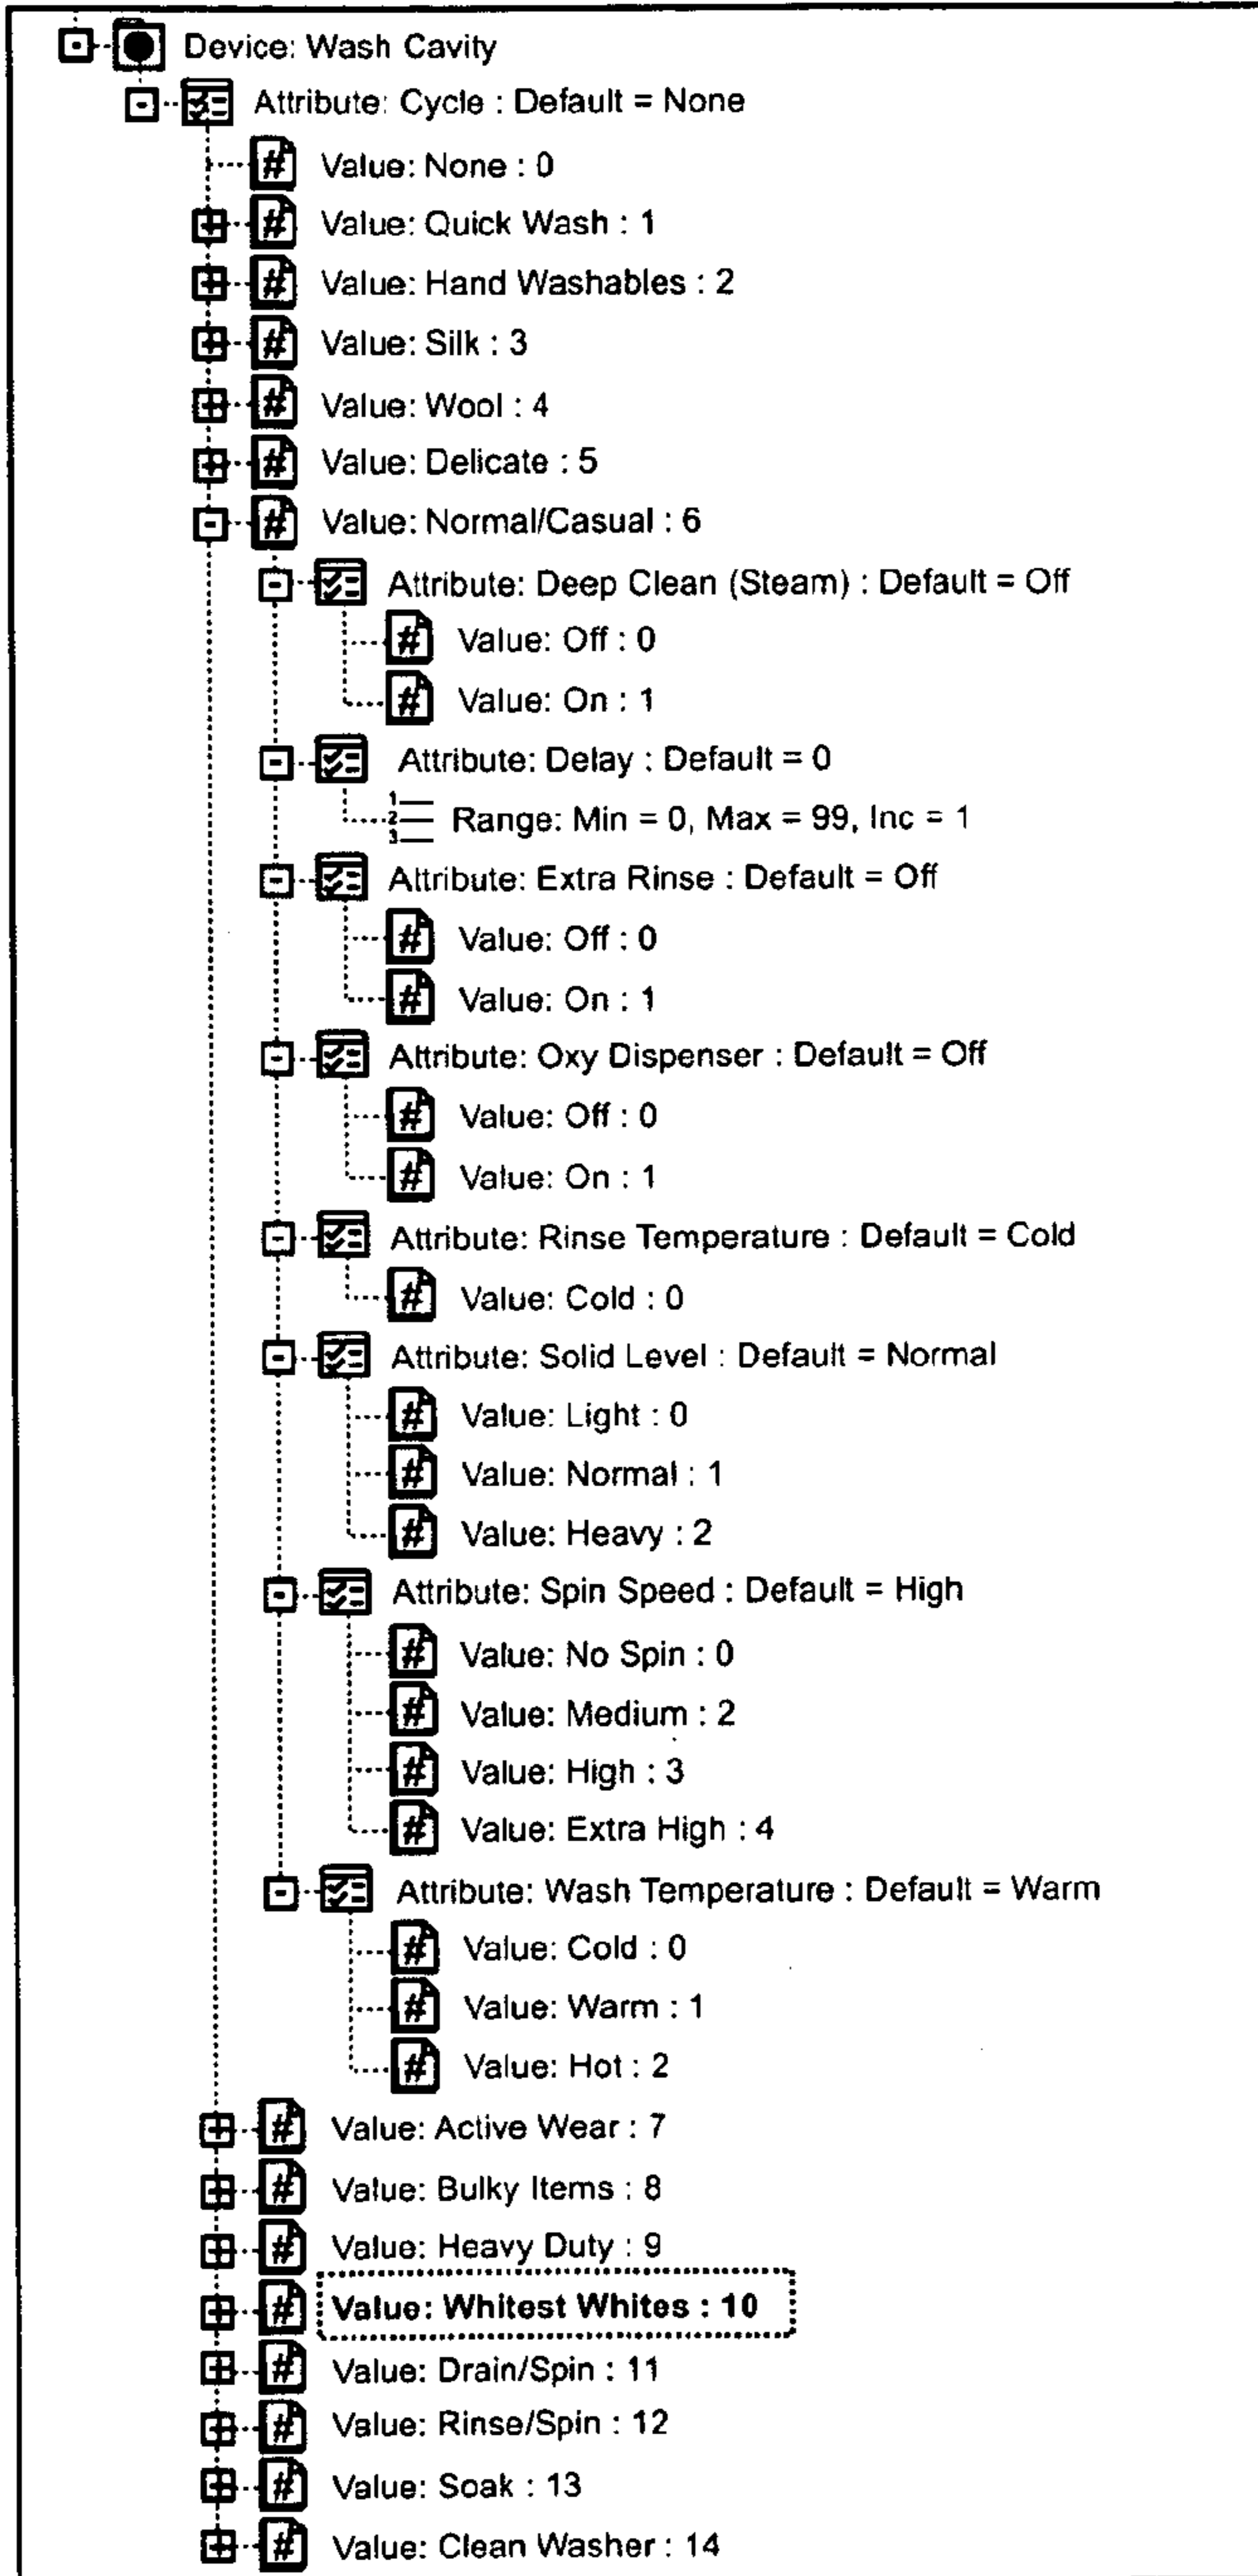 Device: Wash Cavity
Attribute: Cycle : Default = None
# Value: None : 0
# Value: Quick Wash : 1
# Value: Hand Washables : 2
# Value: Silk : 3
# Value: Wool : 4
# Value: Delicate : 5
# Value: Normal/Casual : 6
Attribute: Deep Clean (Steam) : Default = Off
# Value: Off : 0
# Value: On : 1
Attribute: Delay : Default = 0
1 2 3 Range: Min = 0, Max = 99, Inc = 1
Attribute: Extra Rinse : Default = Off
# Value: Off : 0
# Value: On : 1
Attribute: Oxy Dispenser : Default = Off
# Value: Off : 0
# Value: On : 1
Attribute: Rinse Temperature : Default = Cold
# Value: Cold : 0
Attribute: Solid Level : Default = Normal
# Value: Light : 0
# Value: Normal : 1
# Value: Heavy : 2
Attribute: Spin Speed : Default = High
# Value: No Spin : 0
# Value: Medium : 2
# Value: High : 3
# Value: Extra High : 4
Attribute: Wash Temperature : Default = Warm
# Value: Cold : 0
# Value: Warm : 1
# Value: Hot : 2
# Value: Active Wear : 7
# Value: Bulky Items : 8
# Value: Heavy Duty : 9
# Value: Whitest Whites : 10
# Value: Drain/Spin : 11
# Value: Rinse/Spin : 12
# Value: Soak : 13
# Value: Clean Washer : 14